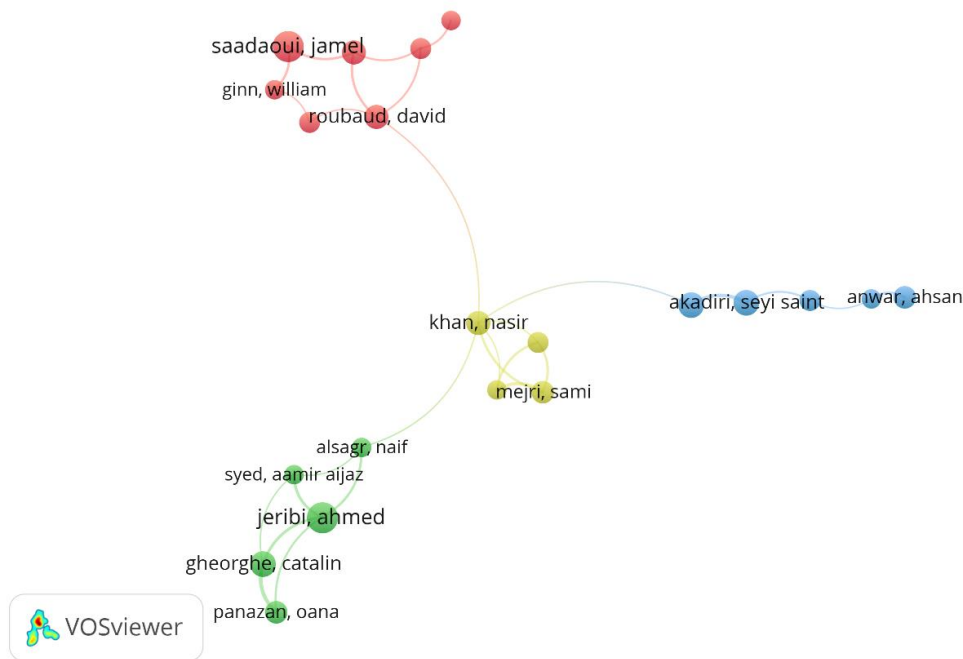 saadaoui, jamel
ginn, william
roubaud, david
akadiri, seyi saint
anwar, ahsan
khan, nasir
mejri, sami
alsagr, naif
syed, aamir aijaz
jeribi, ahmed
gheorghe, catalin
panazan, oana
VOSviewer